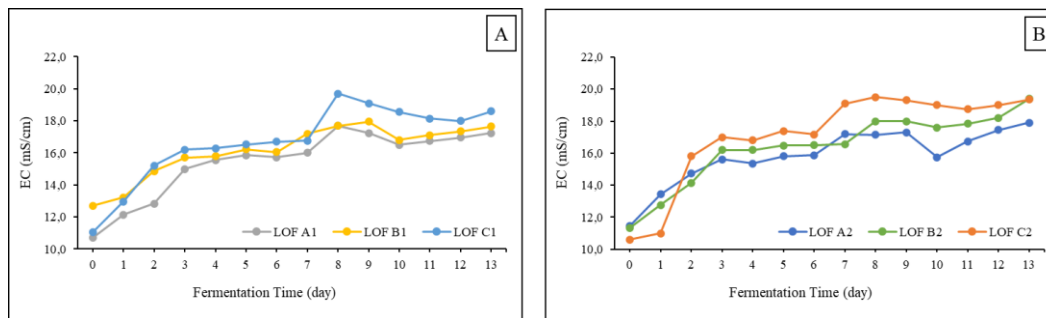 A
22,0
20,0
18,0
16,0
14,0
12,0
10,0
EC (mS/cm)
LOF A1 LOF B1 LOF C1
0 1 2 3 4 5 6 7 8 9 10 11 12 13
Fermentation Time (day)
B
22,0
20,0
18,0
16,0
14,0
12,0
10,0
EC (mS/cm)
LOF A2 LOF B2 LOF C2
0 1 2 3 4 5 6 7 8 9 10 11 12 13
Fermentation Time (day)